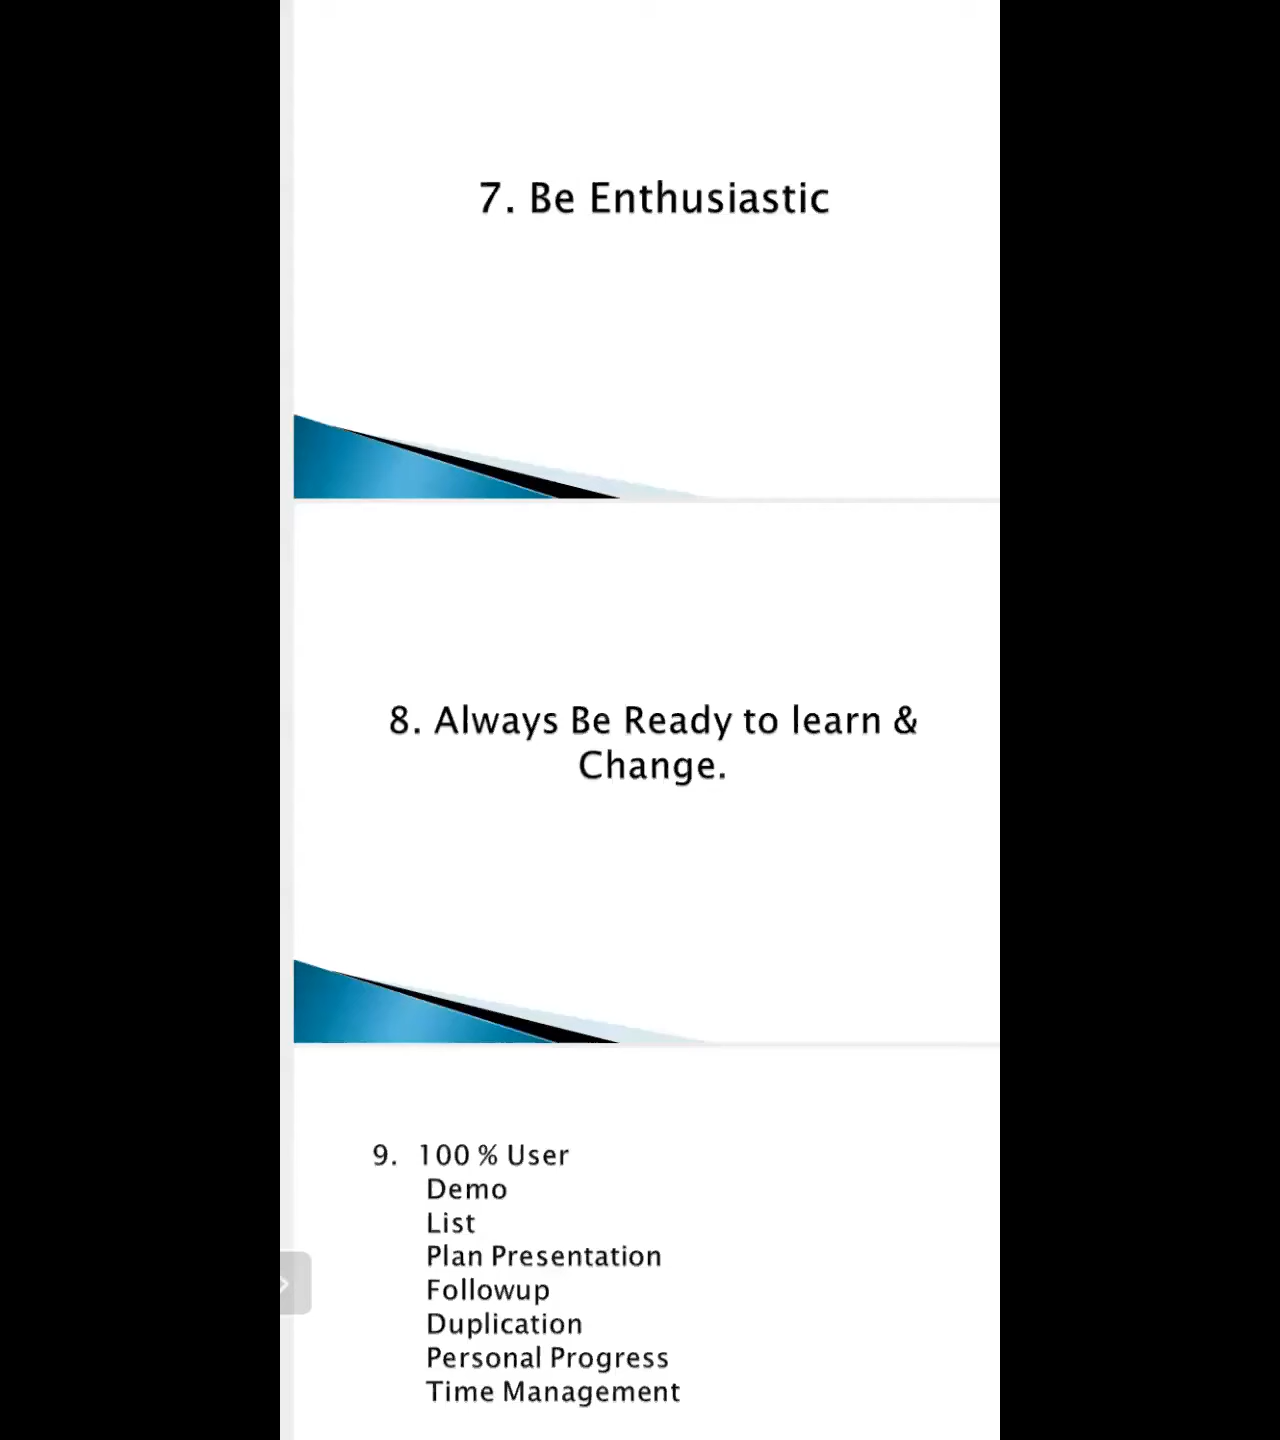 7. Be Enthusiastic
8. Always Be Ready to learn &
Change.
9. 100 % User
Demo
List
Plan Presentation
Followup
Duplication
Personal Progress
Time Management